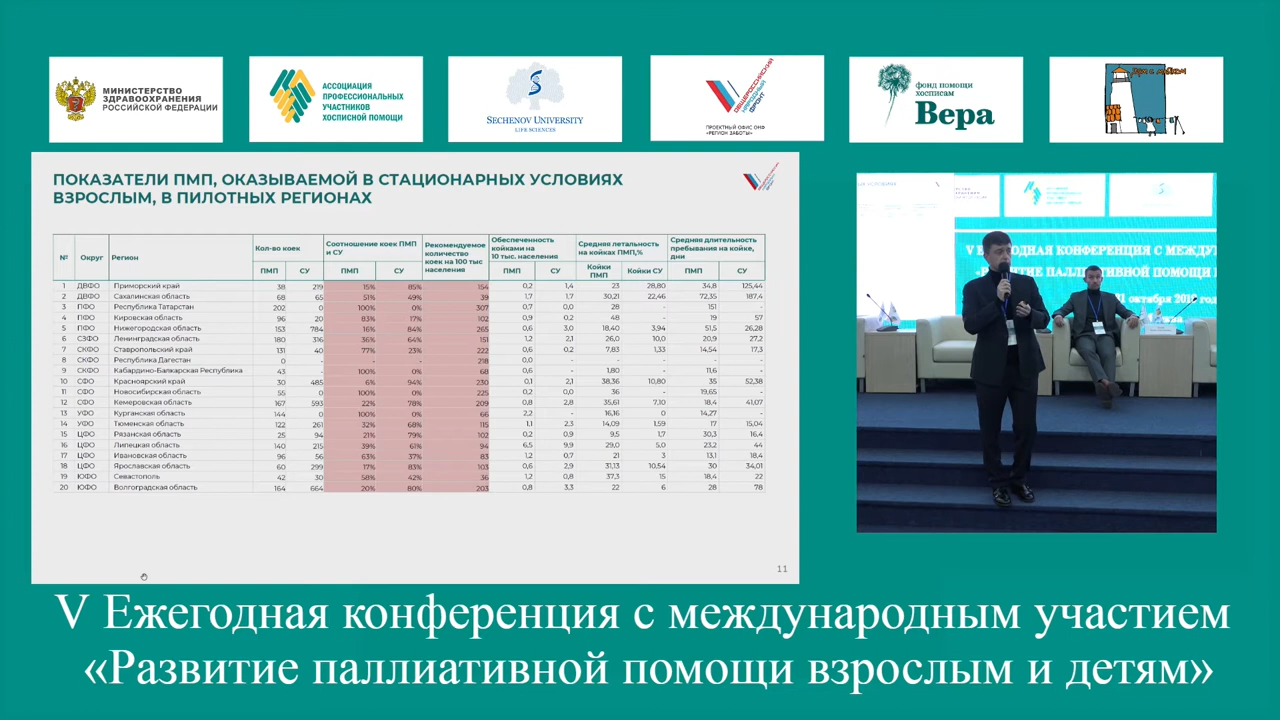 МИНИСТЕРСТВО
ЗДРАВООХРАНЕНИЯ
РОССИЙСКОЙ ФЕДЕРАЦИИ
АССОЦИАЦИЯ
ПРОФЕССИОНАЛЬНЫХ
УЧАСТНИКОВ
ХОСПИСНОЙ ПОМОЩИ
SECHENOV UNIVERSITY
LIFE SCIENCES
ОБЩЕРОССИЙСКИЙ
НАРОДНЫЙ
ФРОНТ
ПРОЕКТНЫЙ ОФИС ОНФ
«РЕГИОН ЗАБОТЫ»
фонд помощи
хосписам
Вера
Дом с маяком
ПОКАЗАТЕЛИ ПМП, ОКАЗЫВАЕМОЙ В СТАЦИОНАРНЫХ УСЛОВИЯХ
ВЗРОСЛЫМ, В ПИЛОТНЫХ РЕГИОНАХ
№ Округ Регион Кол-во коек Соотношение коек ПМП и СУ Рекомендуемое количество коек на 100 тыс населения Обеспеченность койками на 10 тыс. населения Средняя летальность на койках ПМП,% Средняя длительность пребывания на койке, дни
ПМП СУ ПМП СУ ПМП СУ Койки ПМП Койки СУ ПМП СУ
1 ДВФО Приморский край 38 219 15% 85% 154 0,2 1,4 23 28,80 34,8 125,44
2 ДВФО Сахалинская область 68 65 51% 49% 39 1,7 1,7 30,21 22,46 72,35 187,4
3 ПФО Республика Татарстан 202 0 100% 0% 307 0,7 0,0 28 - 151 -
4 ПФО Кировская область 96 20 83% 17% 102 0,9 0,2 48 - 19 57
5 ПФО Нижегородская область 153 784 16% 84% 265 0,6 3,0 18,40 3,94 51,5 26,28
6 СЗФО Ленинградская область 180 316 36% 64% 151 1,2 2,1 26,0 10,0 20,9 27,2
7 СКФО Ставропольский край 131 40 77% 23% 222 0,6 0,2 7,83 1,33 14,54 17,3
8 СКФО Республика Дагестан 0 - - - 218 0,0 - - - - -
9 СКФО Кабардино-Балкарская Республика 43 - 100% 0% 68 0,6 - 1,80 - 11,6 -
10 СФО Красноярский край 30 485 6% 94% 230 0,1 2,1 38,36 10,80 35 52,38
11 СФО Новосибирская область 55 0 100% 0% 225 0,2 0,0 36 - 19,65
12 СФО Кемеровская область 167 593 22% 78% 209 0,8 2,8 35,61 7,10 18,4 41,07
13 УФО Курганская область 144 0 100% 0% 66 2,2 - 16,16 0 14,27 -
14 УФО Тюменская область 122 261 32% 68% 115 1,1 2,3 14,09 1,59 17 15,04
15 ЦФО Рязанская область 25 94 21% 79% 102 0,2 0,9 9,5 1,7 30,3 16,4
16 ЦФО Липецкая область 140 215 39% 61% 94 6,5 9,9 29,0 5,0 23,2 44
17 ЦФО Ивановская область 96 56 63% 37% 83 1,2 0,7 21 3 13,1 18,4
18 ЦФО Ярославская область 60 299 17% 83% 103 0,6 2,9 31,13 10,54 30 34,01
19 ЮФО Севастополь 42 30 58% 42% 36 1,2 0,8 37,3 15 18,4 22
20 ЮФО Волгоградская область 164 664 20% 80% 203 0,8 3,3 22 6 28 78
11
V Ежегодная конференция с международным участием
«Развитие паллиативной помощи взрослым и детям»